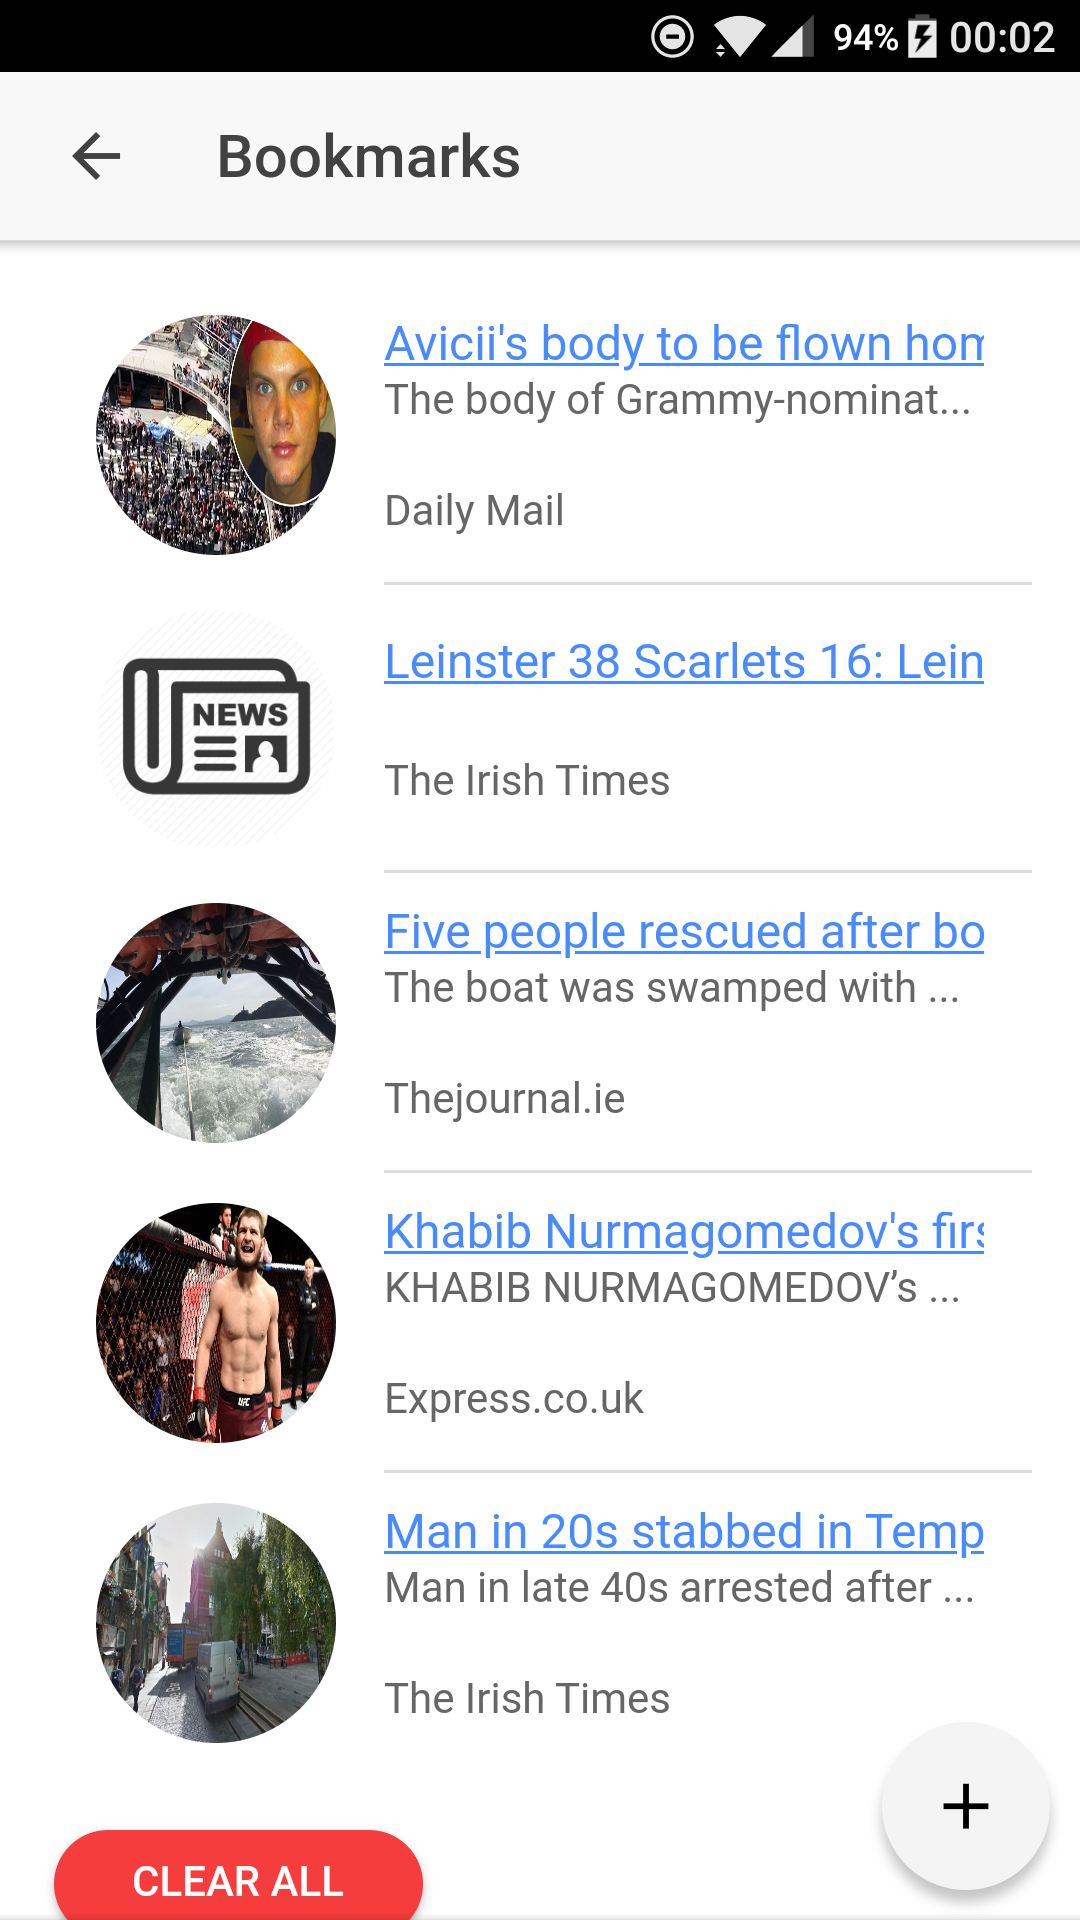 94% 00:02
Bookmarks
Avicii's body to be flown hom
The body of Grammy-nominat...
Daily Mail
NEWS
Leinster 38 Scarlets 16: Lein
The Irish Times
Five people rescued after bo
The boat was swamped with ...
Thejournal.ie
Khabib Nurmagomedov's firs
KHABIB NURMAGOMEDOV’s ...
UFC
Express.co.uk
Man in 20s stabbed in Temp
Man in late 40s arrested after ...
The Irish Times
CLEAR ALL